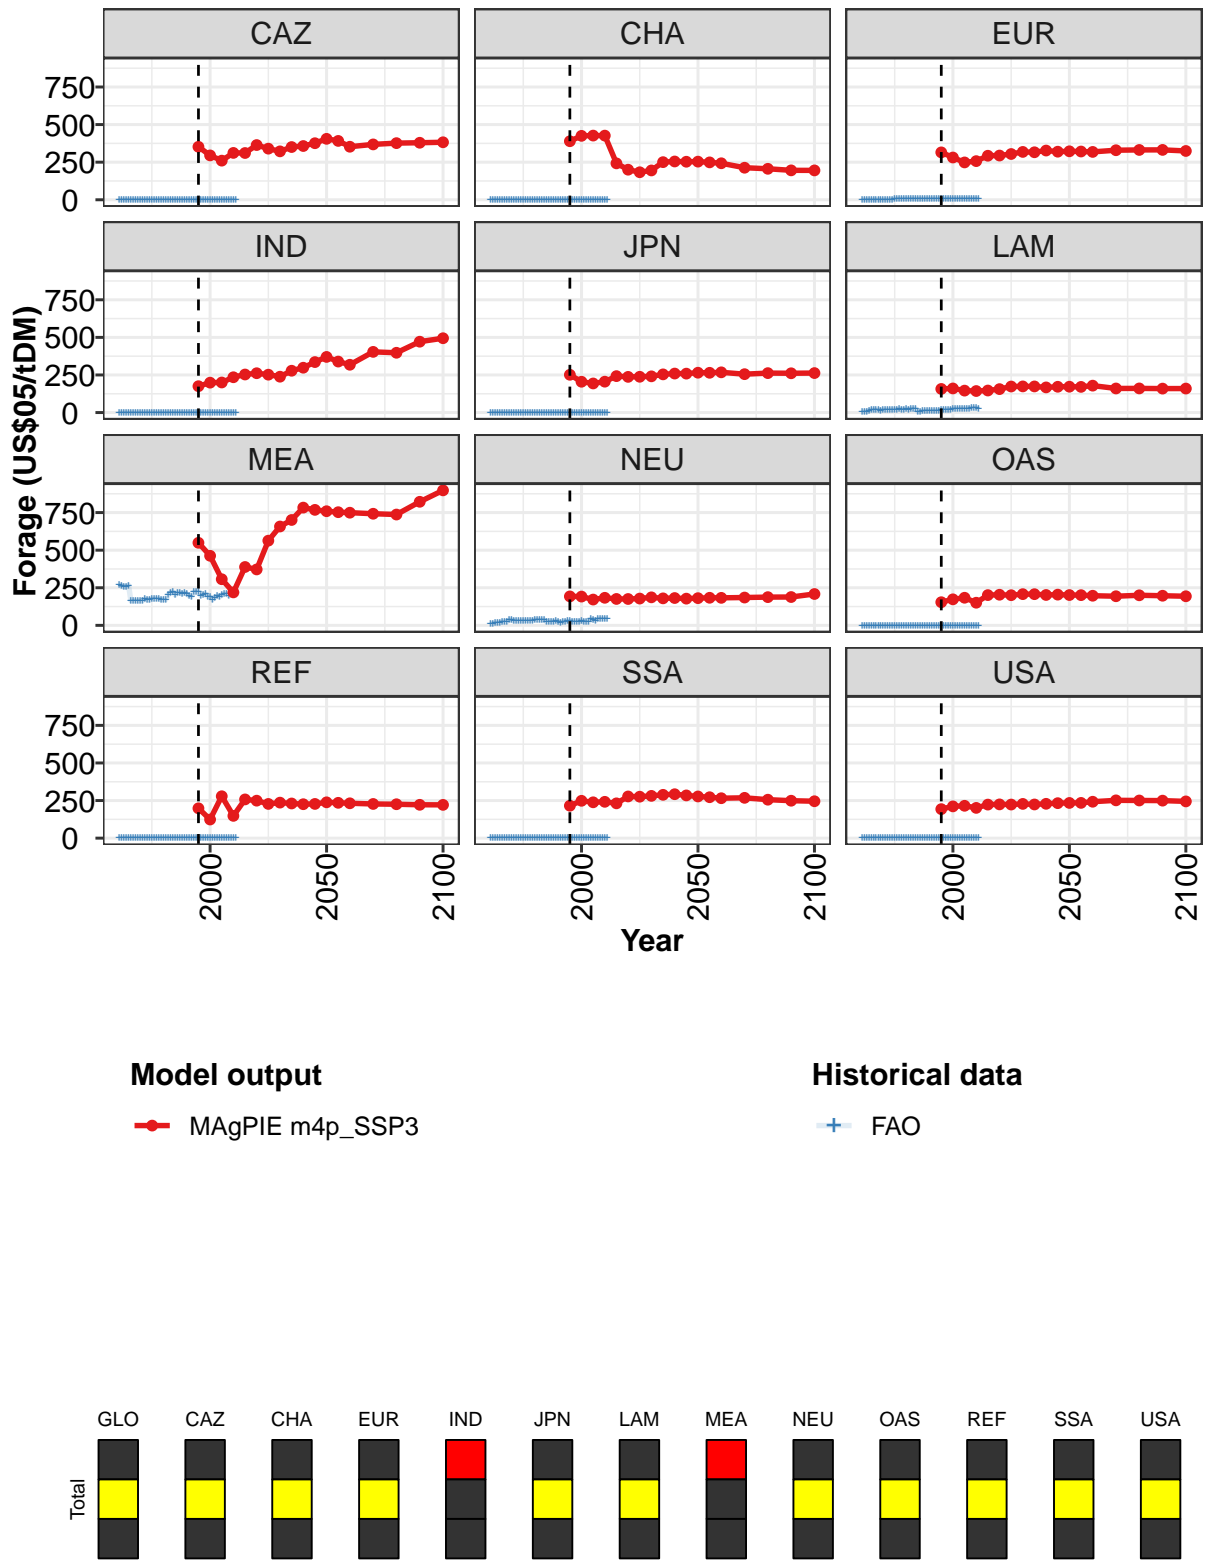 CAZ CHA EUR
750
500
250
0
IND JPN LAM
750
500
250
0
MEA NEU OAS
750
500
250
0
REF SSA USA
750
500
250
0
Forage (US$05/tDM)
2000 2050 2100 2000 2050 2100 2000 2050 2100
Year
Model output Historical data
MAgPIE m4p_SSP3 FAO
GLO CAZ CHA EUR IND JPN LAM MEA NEU OAS REF SSA USA
Total